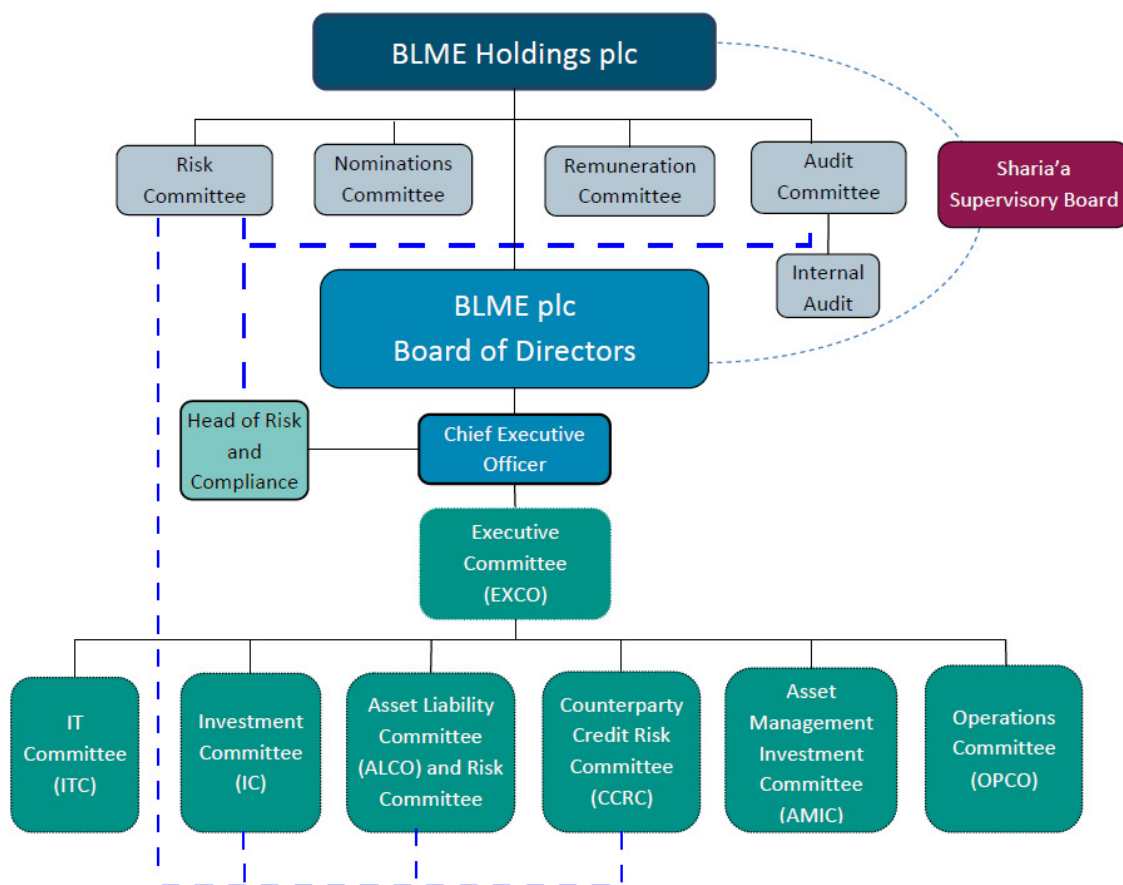 BLME Holdings plc
Risk
Committee
Nominations
Committee
Remuneration
Committee
Audit
Committee
Sharia’a
Supervisory Board
Internal
Audit
BLME plc
Board of Directors
Head of Risk
and
Compliance
Chief Executive
Officer
Executive
Committee
(EXCO)
IT
Committee
(ITC)
Investment
Committee
(IC)
Asset Liability
Committee
(ALCO) and Risk
Committee
Counterparty
Credit Risk
Committee
(CCRC)
Asset
Management
Investment
Committee
(AMIC)
Operations
Committee
(OPCO)